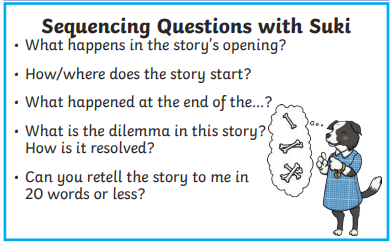 Sequencing Questions with Suki
• What happens in the story's opening?
• How/where does the story start?
• What happened at the end of the...?
• What is the dilemma in this story?
How is it resolved?
• Can you retell the story to me in
20 words or less?